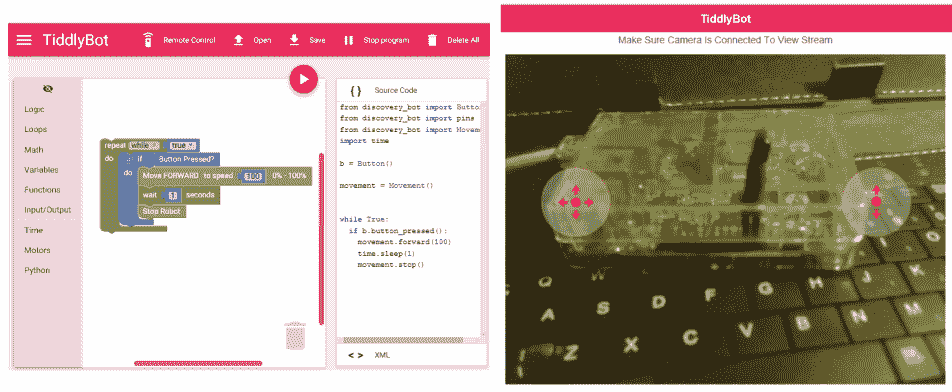 TiddlyBot
Remote Control
Open
Save
Stop program
Delete All
Logic
Loops
Math
Variables
Functions
Input/Output
Time
Motors
Python
repeat while true
do if Button Pressed?
do Move FORWARD to speed 100 0% - 100%
wait 1 seconds
Stop Robot
{ } Source Code
from discovery_bot import Butto
from discovery_bot import pins
from discovery_bot import Movem
import time
b = Button()
movement = Movement()
while True:
if b.button_pressed():
movement.forward(100)
time.sleep(1)
movement.stop()
< > XML
TiddlyBot
Make Sure Camera Is Connected To View Stream
A S D F G H J K
Z X C V B N M